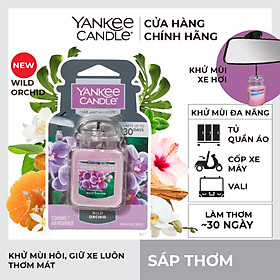 YANKEE
CANDLE®
CỬA HÀNG
CHÍNH HÃNG
NEW
WILD
ORCHID
KHỬ MÙI
XE HƠI
YANKEE
CANDLE
30
DAYS
KHỬ MÙI ĐA NĂNG
TỦ
QUẦN ÁO
CỐP XE
MÁY
VALI
WILD
ORCHID
LÀM THƠM
~30 NGÀY
KHỬ MÙI HÔI, GIỮ XE LUÔN
THƠM MÁT
SÁP THƠM